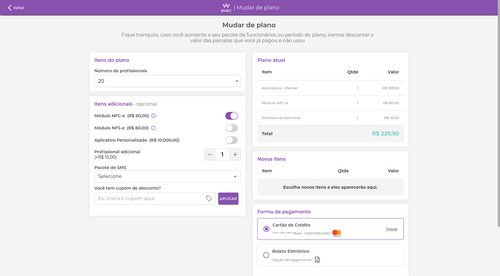 Voltar
avec | Mudar de plano
Mudar de plano
Fique tranquilo, caso você aumente o seu pacote de funcionários ou período do plano, iremos descontar o
valor das parcelas que você já pagou e não usou
Itens do plano
Número de profissionais
20
Itens adicionais - opcional
Módulo NFC-e (R$ 60,00)
Módulo NFS-e (R$ 60,00)
Aplicativo Personalizado (R$ 10.000,00)
Profissional adicional
(+R$ 10,00)
1
Pacote de SMS
Selecione
Você tem cupom de desconto?
Ex.: Insira o cupom aqui
APLICAR
Plano atual
Item Qtde Valor
Assinatura - Mensal 1
Módulo NFC-e 1 R$ 60,00
Profissional adicional 1 R$ 10,00
Total R$ 229,90
Novos itens
Item Qtde Valor
Escolha novos itens e eles aparecerão aqui.
Forma de pagamento
Cartão de Crédito
MASTERCARD
Trocar
Boleto Eletrônico
Opção de pagamento